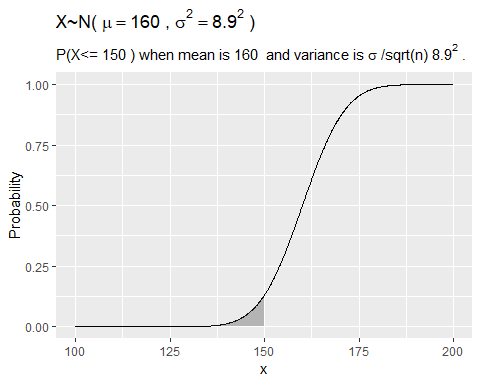 X~N( μ = 160 , σ² = 8.9² )
P(X<= 150 ) when mean is 160  and variance is σ /sqrt(n) 8.9² .
1.00
0.75
0.50
0.25
0.00
Probability
100 125 150 175 200
x